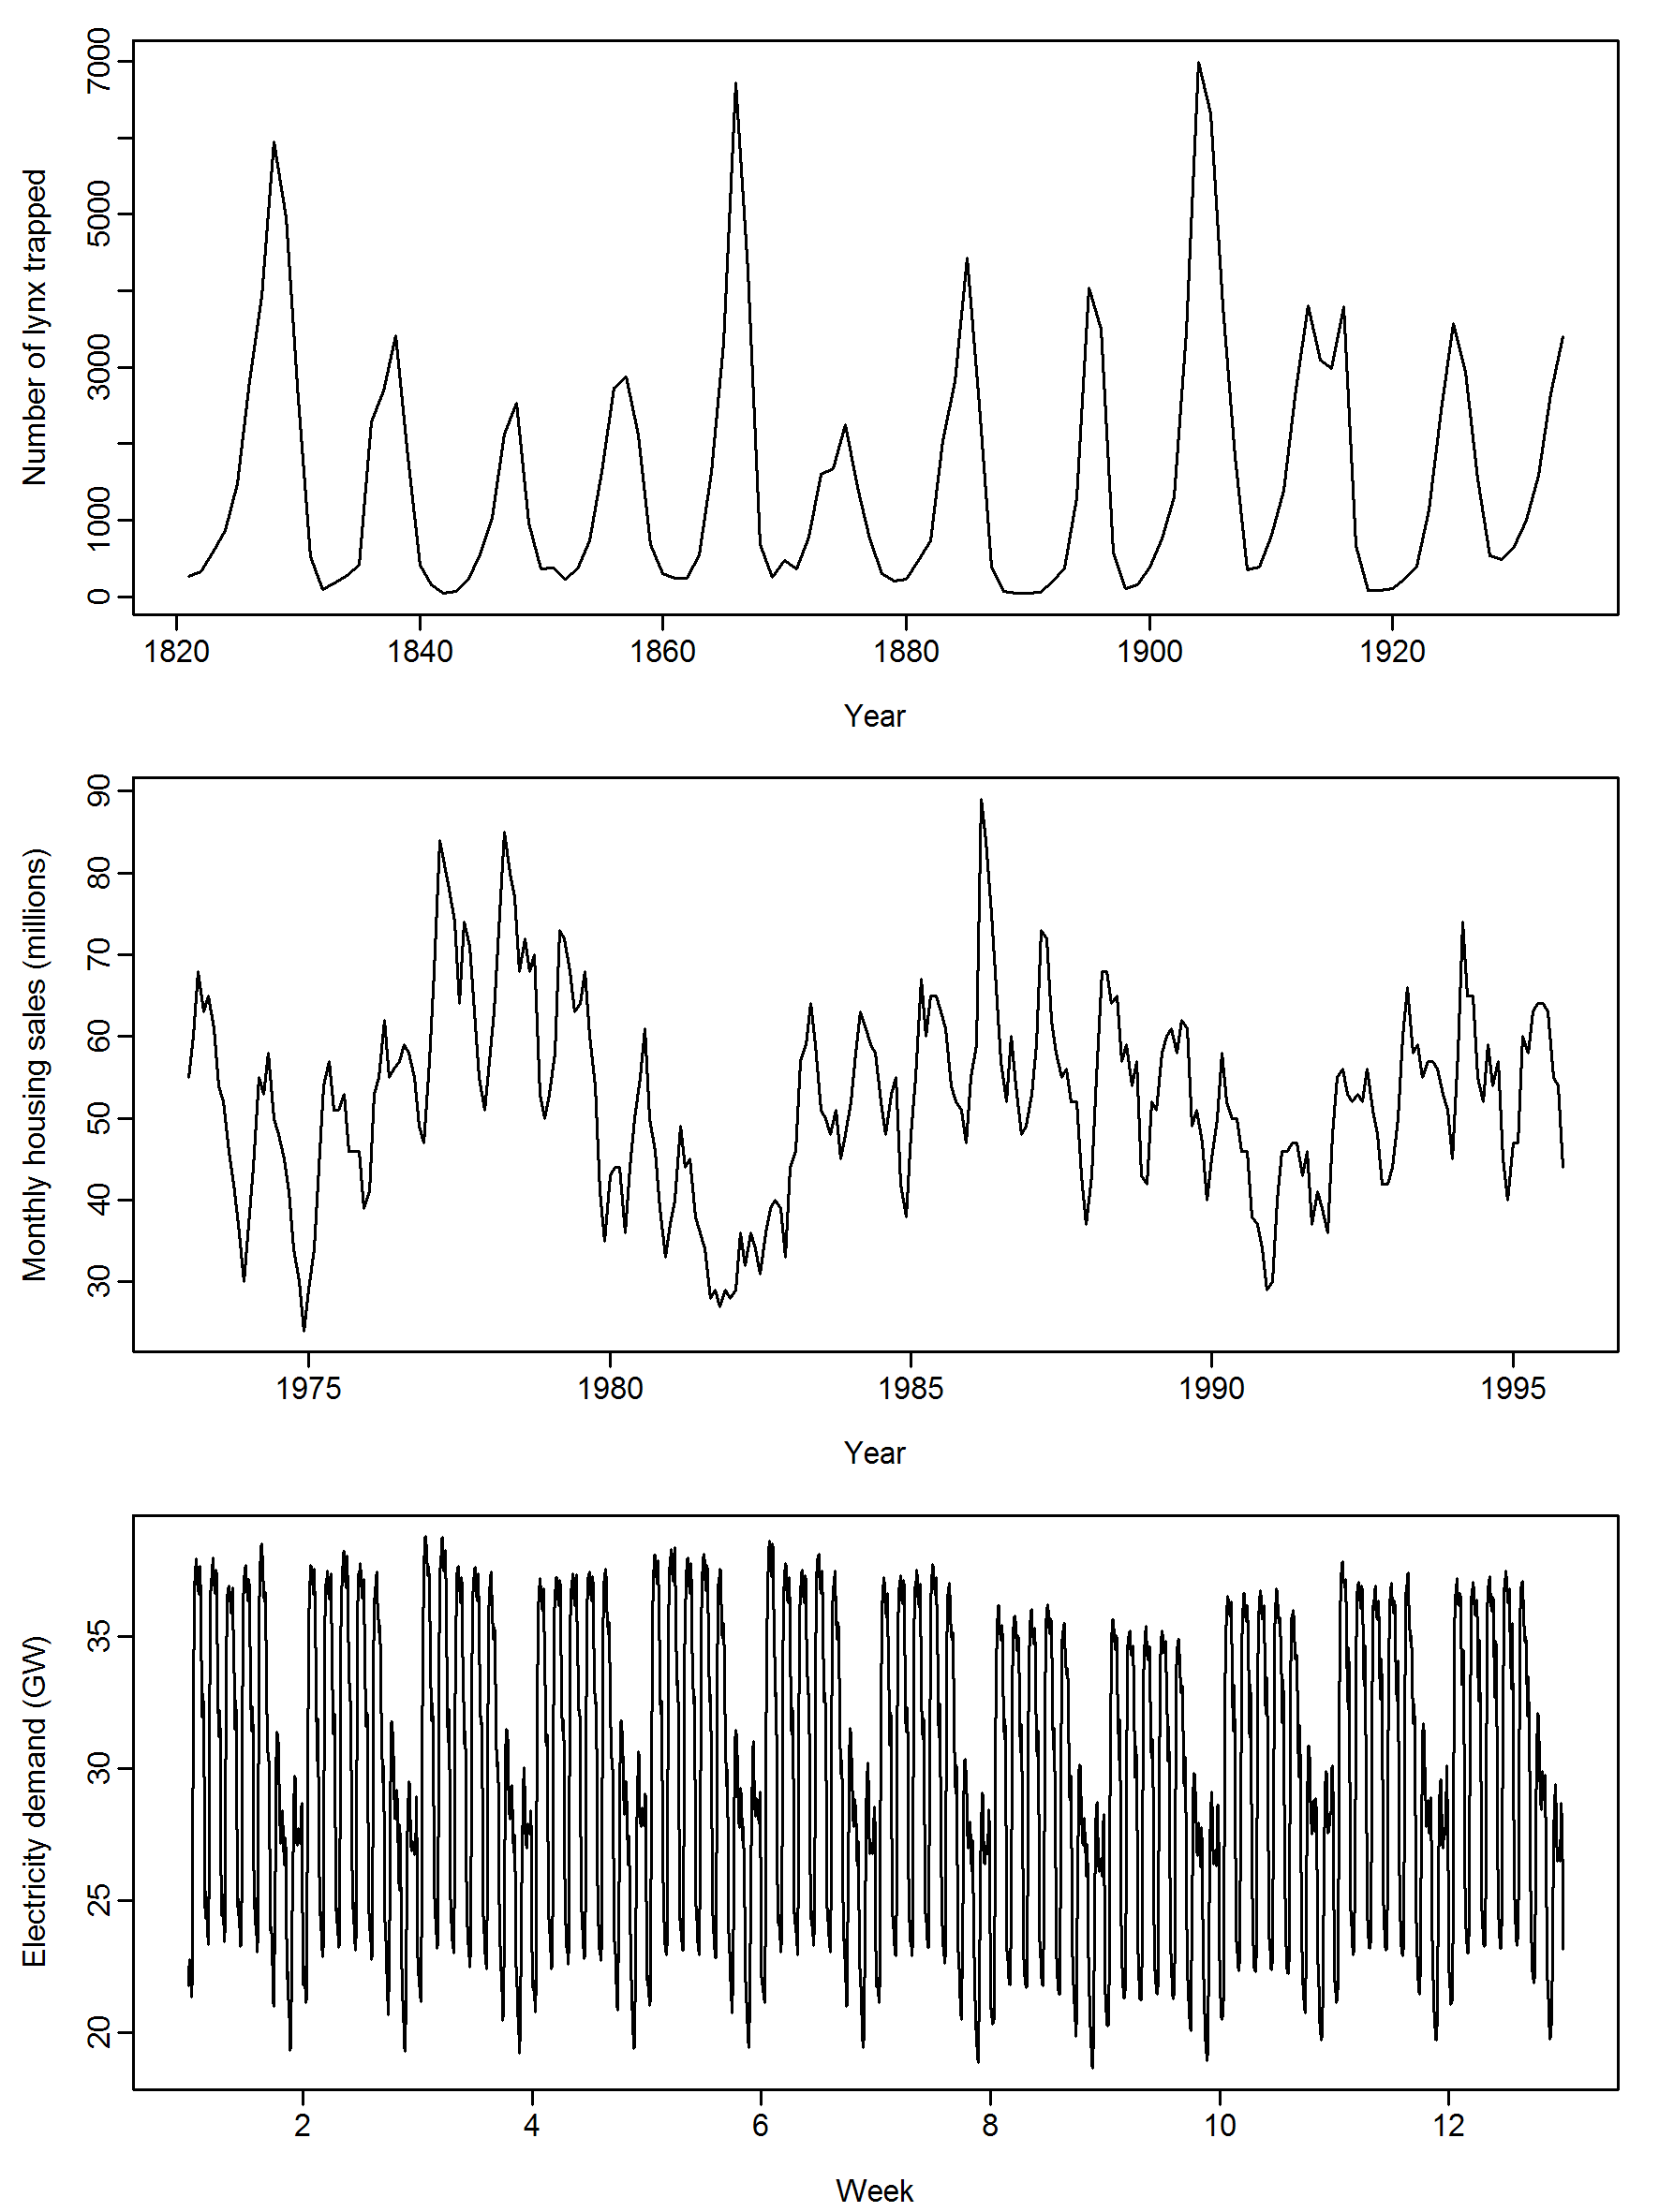 Number of lynx trapped
7000
5000
3000
1000
0
1820 1840 1860 1880 1900 1920
Year
Monthly housing sales (millions)
90
80
70
60
50
40
30
1975 1980 1985 1990 1995
Year
Electricity demand (GW)
35
30
25
20
2 4 6 8 10 12
Week